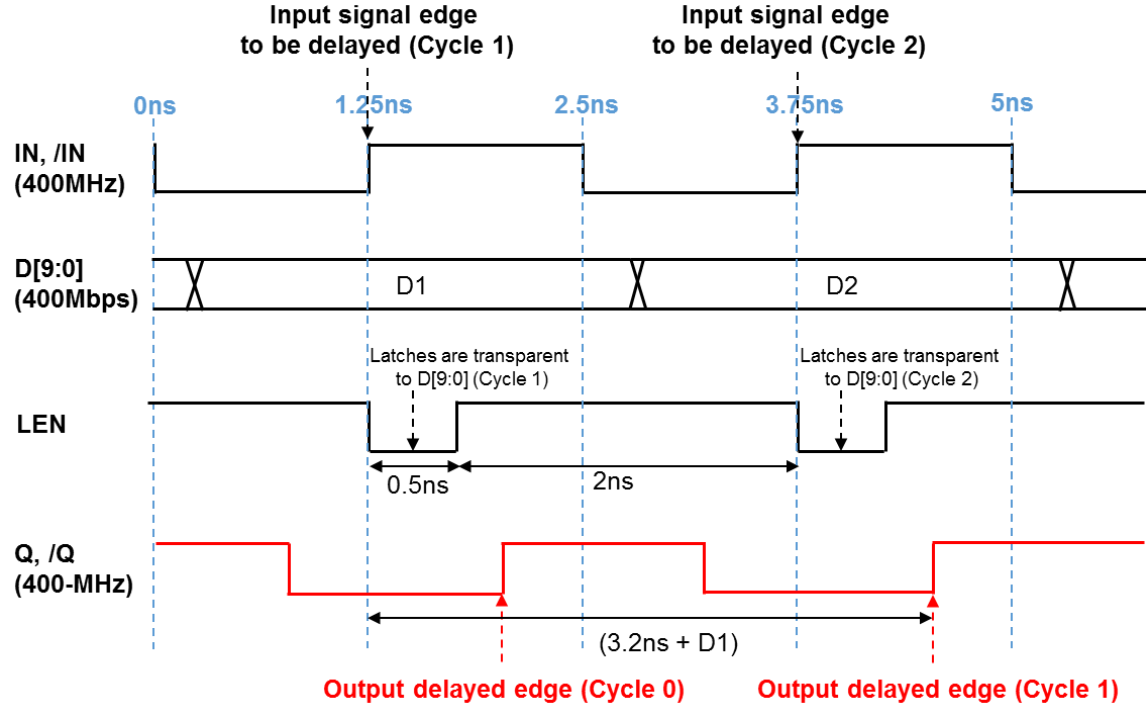 Input signal edge
to be delayed (Cycle 1)
Input signal edge
to be delayed (Cycle 2)
0ns
1.25ns
2.5ns
3.75ns
5ns
IN, /IN
(400MHz)
D[9:0]
(400Mbps)
D1
D2
Latches are transparent
to D[9:0] (Cycle 1)
Latches are transparent
to D[9:0] (Cycle 2)
LEN
0.5ns
2ns
Q, /Q
(400-MHz)
(3.2ns + D1)
Output delayed edge (Cycle 0)
Output delayed edge (Cycle 1)